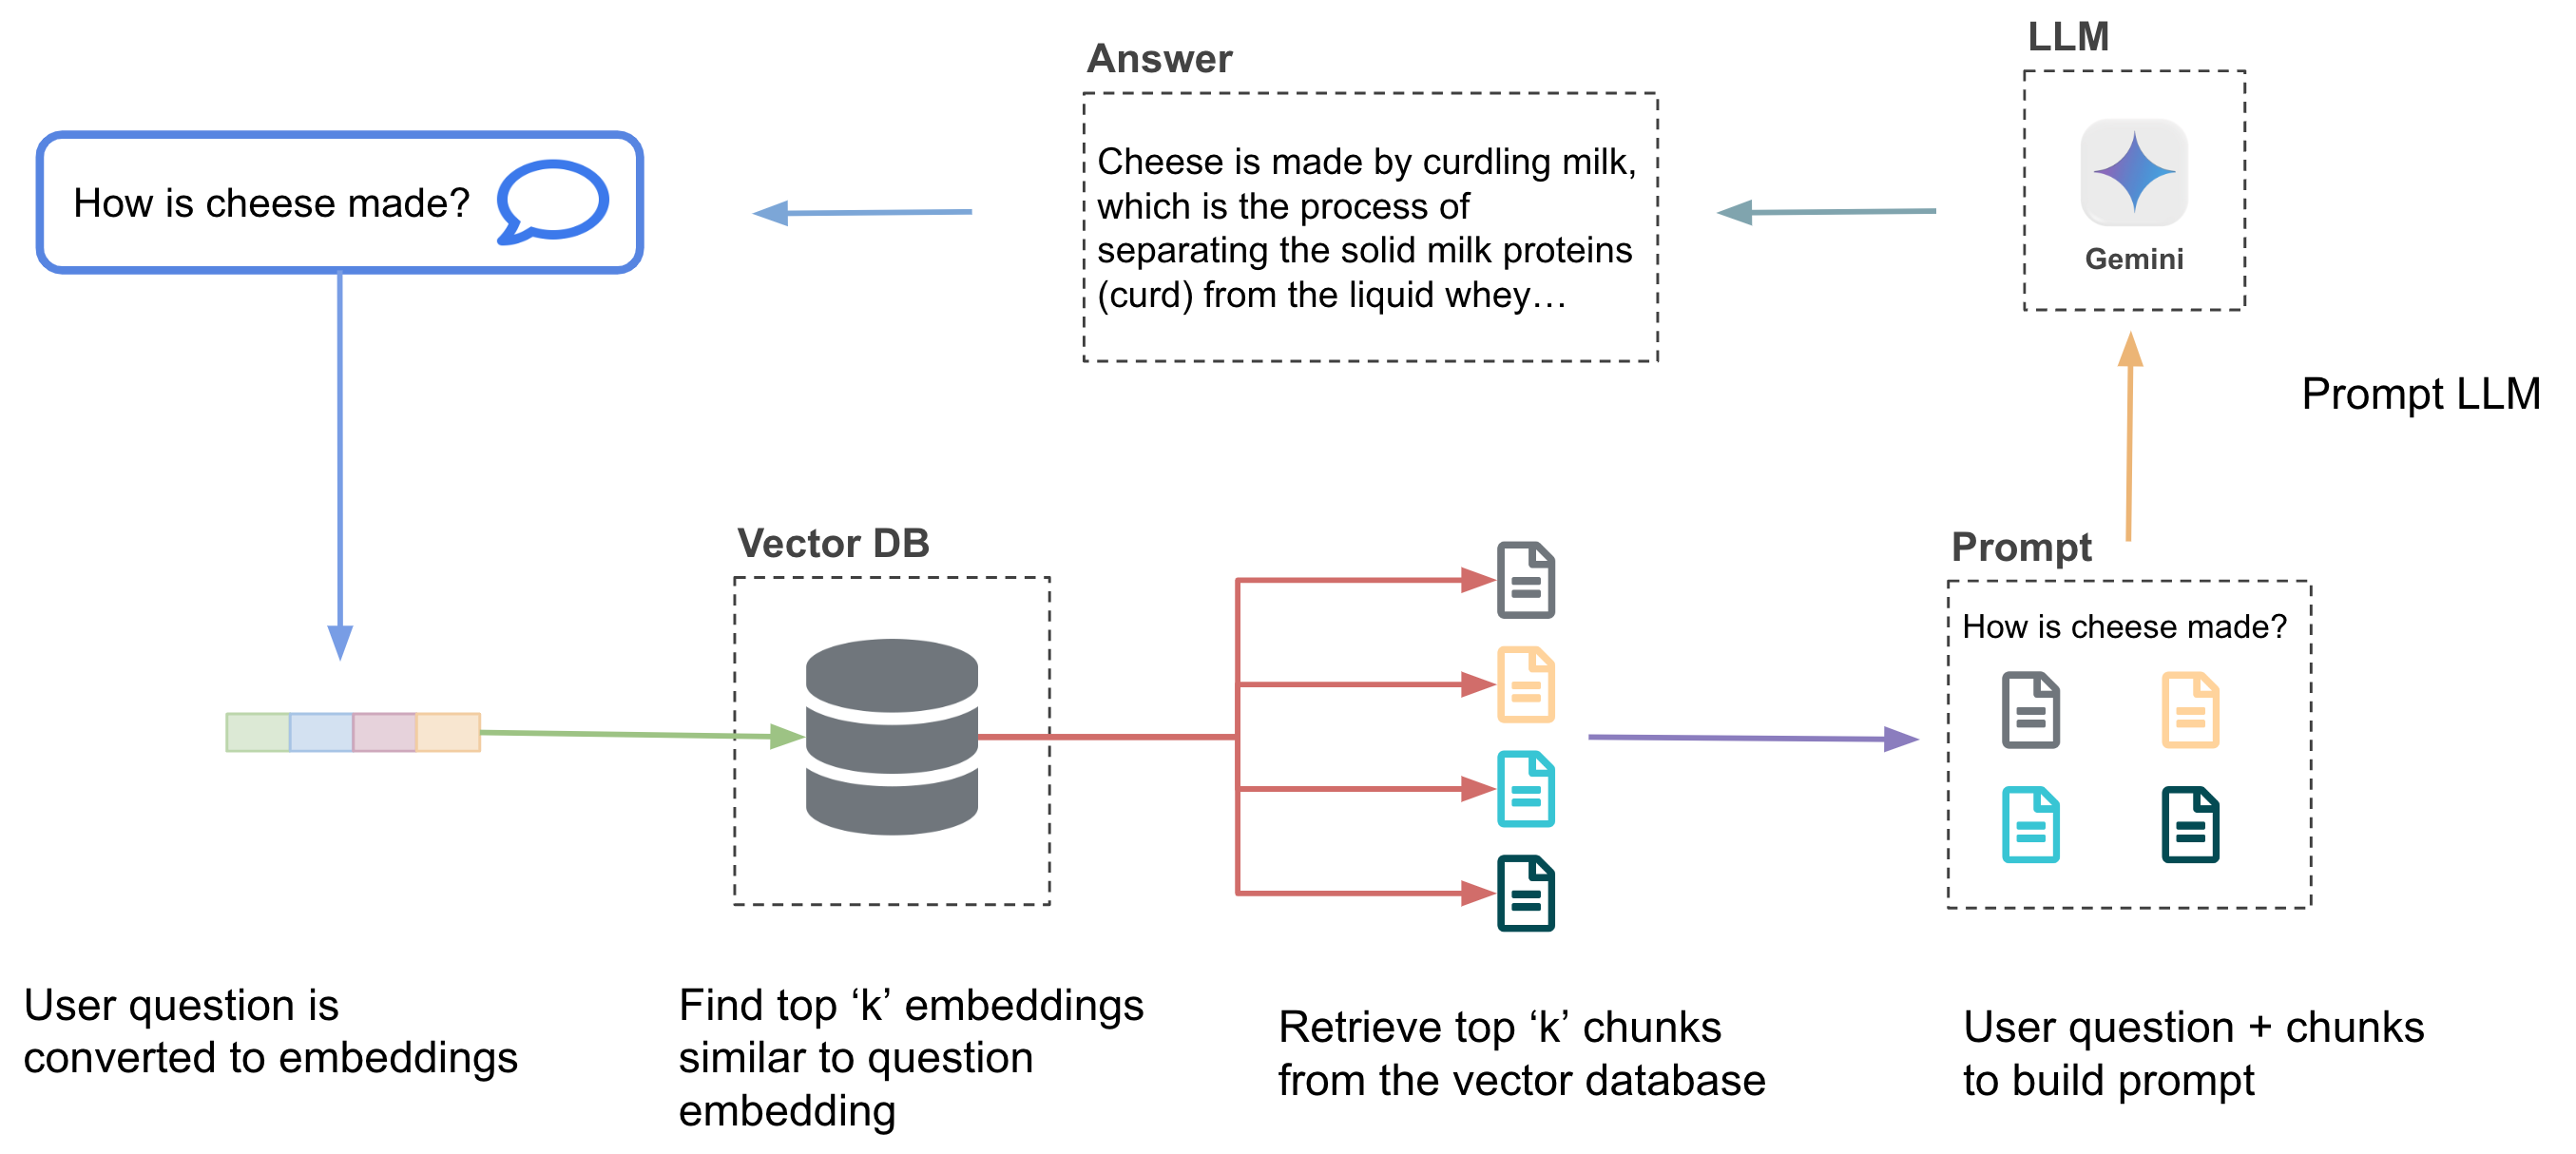 LLM
Answer
Cheese is made by curdling milk,
which is the process of
separating the solid milk proteins
(curd) from the liquid whey…
How is cheese made?
Gemini
Prompt LLM
Vector DB
Prompt
How is cheese made?
User question is
converted to embeddings
Find top ‘k’ embeddings
similar to question
embedding
Retrieve top ‘k’ chunks
from the vector database
User question + chunks
to build prompt